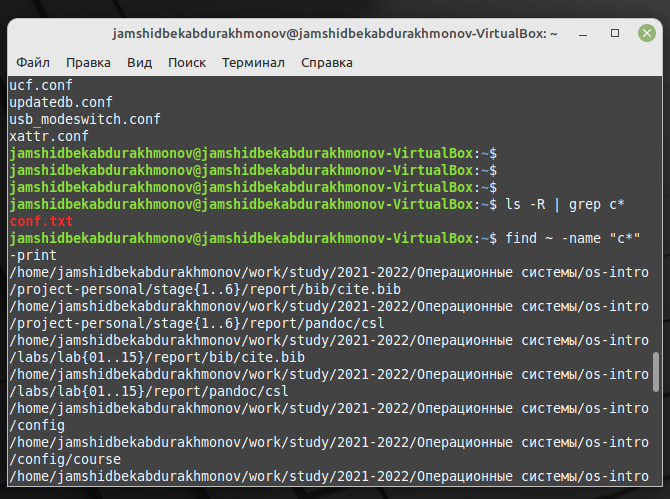 jamshidbekabdurakhmonov@jamshidbekabdurakhmonov-VirtualBox: ~
Файл Правка Вид Поиск Терминал Справка
ucf.conf
updatedb.conf
usb_modeswitch.conf
xattr.conf
jamshidbekabdurakhmonov@jamshidbekabdurakhmonov-VirtualBox:~$
jamshidbekabdurakhmonov@jamshidbekabdurakhmonov-VirtualBox:~$
jamshidbekabdurakhmonov@jamshidbekabdurakhmonov-VirtualBox:~$
jamshidbekabdurakhmonov@jamshidbekabdurakhmonov-VirtualBox:~$ ls -R | grep c*
conf.txt
jamshidbekabdurakhmonov@jamshidbekabdurakhmonov-VirtualBox:~$ find ~ -name "c*"
-print
/home/jamshidbekabdurakhmonov/work/study/2021-2022/Операционные системы/os-intro
/project-personal/stage{1..6}/report/bib/cite.bib
/home/jamshidbekabdurakhmonov/work/study/2021-2022/Операционные системы/os-intro
/project-personal/stage{1..6}/report/pandoc/csl
/home/jamshidbekabdurakhmonov/work/study/2021-2022/Операционные системы/os-intro
/labs/lab{01..15}/report/bib/cite.bib
/home/jamshidbekabdurakhmonov/work/study/2021-2022/Операционные системы/os-intro
/labs/lab{01..15}/report/pandoc/csl
/home/jamshidbekabdurakhmonov/work/study/2021-2022/Операционные системы/os-intro
/config
/home/jamshidbekabdurakhmonov/work/study/2021-2022/Операционные системы/os-intro
/config/course
/home/jamshidbekabdurakhmonov/work/study/2021-2022/Операционные системы/os-intro